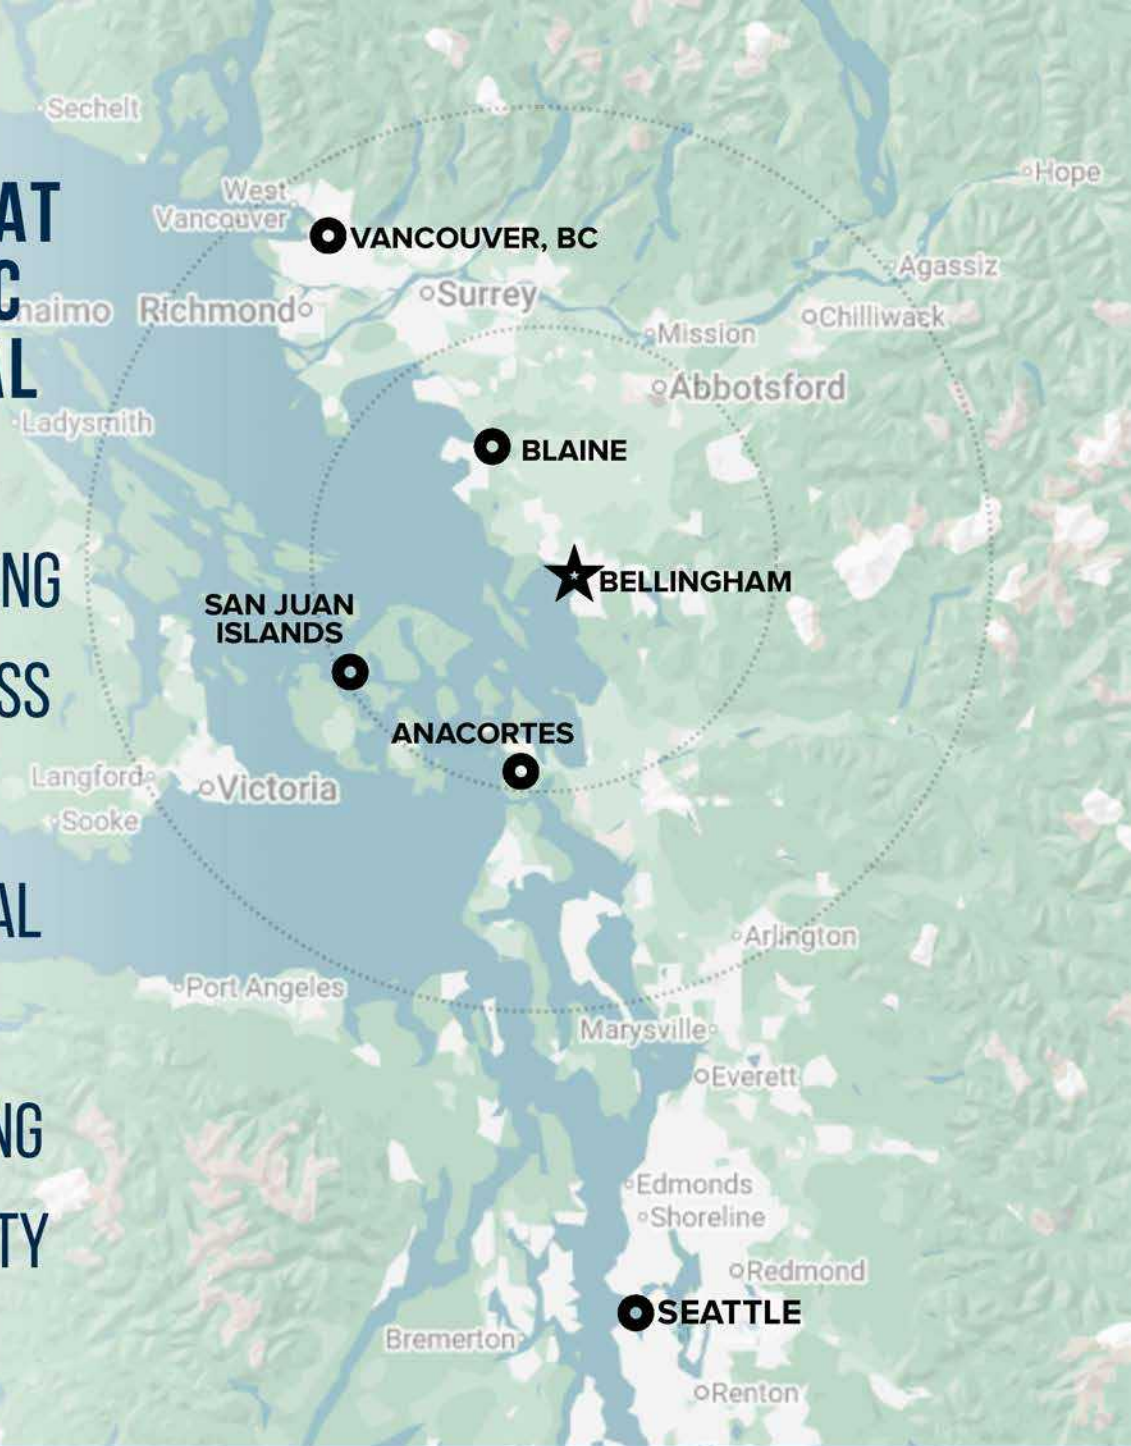 Sechelt
Hope
West
Vancouver
AT
VANCOUVER, BC
Agassiz
C
naimo
Richmond
Surrey
Chilliwack
Mission
AL
Abbotsford
Ladysmith
BLAINE
NG
BELLINGHAM
SAN JUAN
ISLANDS
SS
ANACORTES
Langford
Victoria
Sooke
AL
Arlington
Port Angeles
Marysville
Everett
NG
Edmonds
Shoreline
TY
Redmond
SEATTLE
Bremerton
Renton